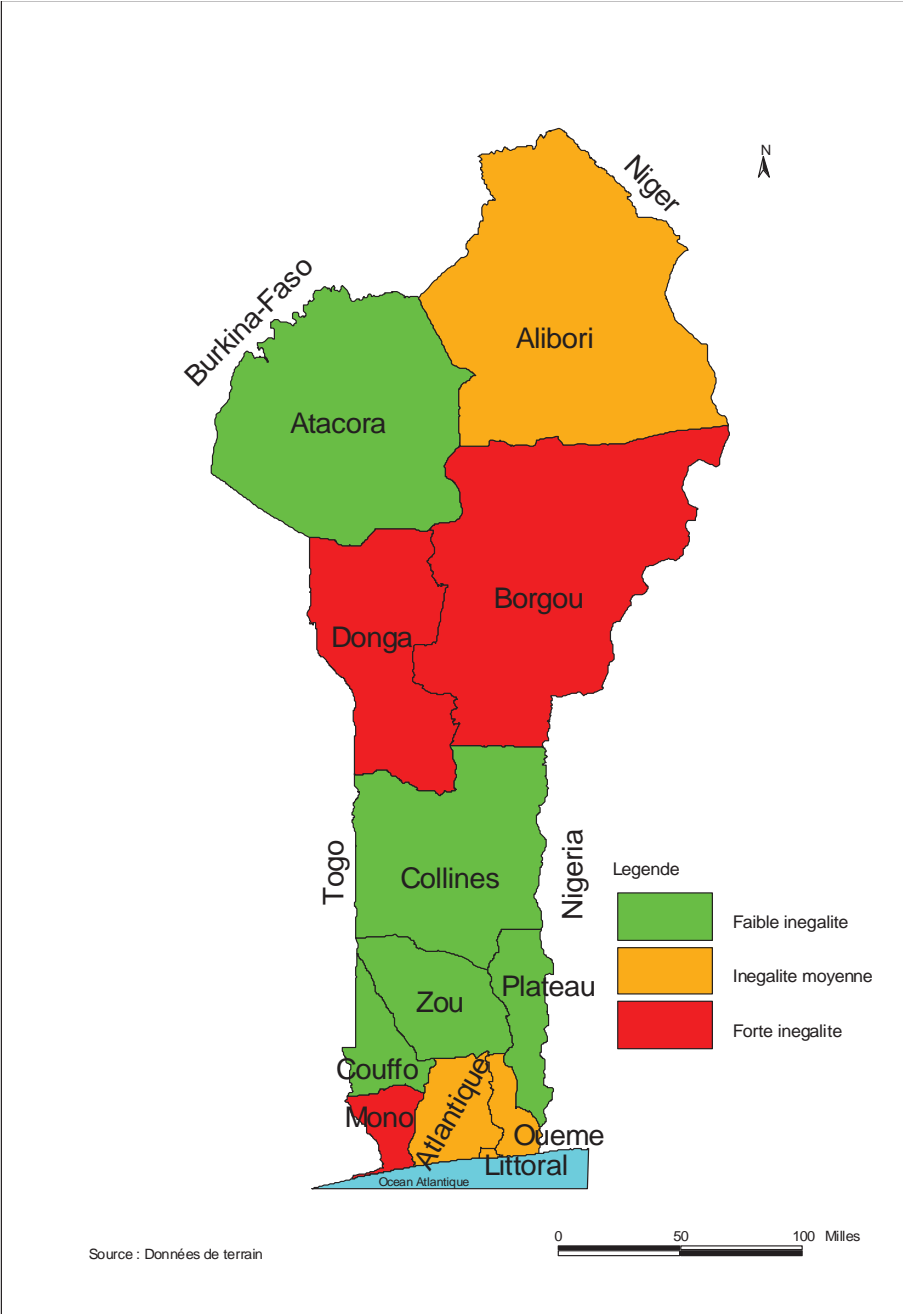 N
Niger
Burkina-Faso
Alibori
Atacora
Borgou
Donga
Togo
Nigeria
Collines
Legende
Faible inegalite
Inegalite moyenne
Forte inegalite
Plateau
Zou
Couffo
Mono
Atlantique
Oueme
Littoral
Ocean Atlantique
0 50 100 Milles
Source : Données de terrain